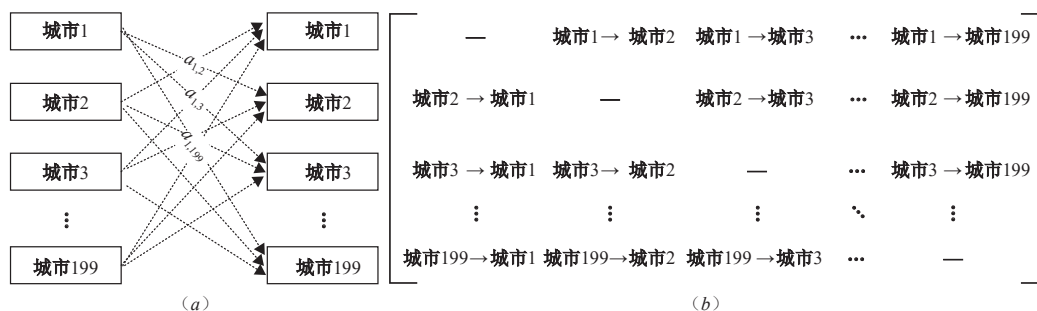 城市1 城市1
a1,2
城市2 城市2
a1,3
a1,199
城市3 城市3
⋮ ⋮
城市199 城市199
（a）
— 城市1→ 城市2 城市1→城市3 … 城市1→ 城市199
城市2 → 城市1 — 城市2→城市3 … 城市2 → 城市199
城市3 → 城市1 城市3→ 城市2 — … 城市3 → 城市199
⋮ ⋮ ⋮ ⋱ ⋮
城市199→ 城市1 城市199→ 城市2 城市199 →城市3 … —
（b）